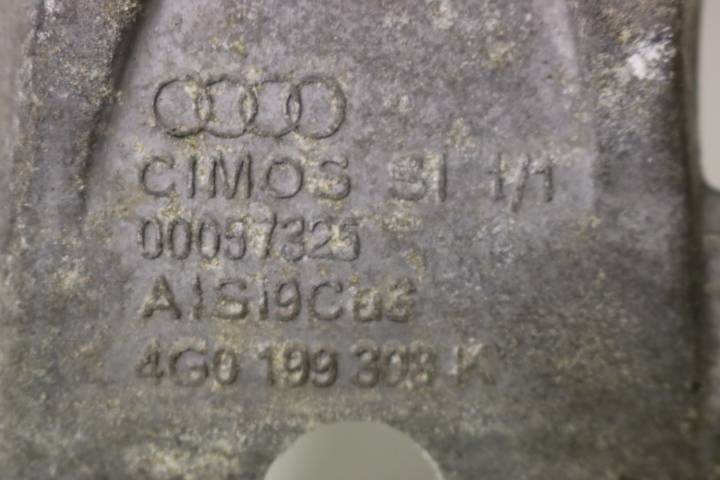 CIMOS SI 1/1
00057325
AlSi9Cu3
4G0 199 308 K